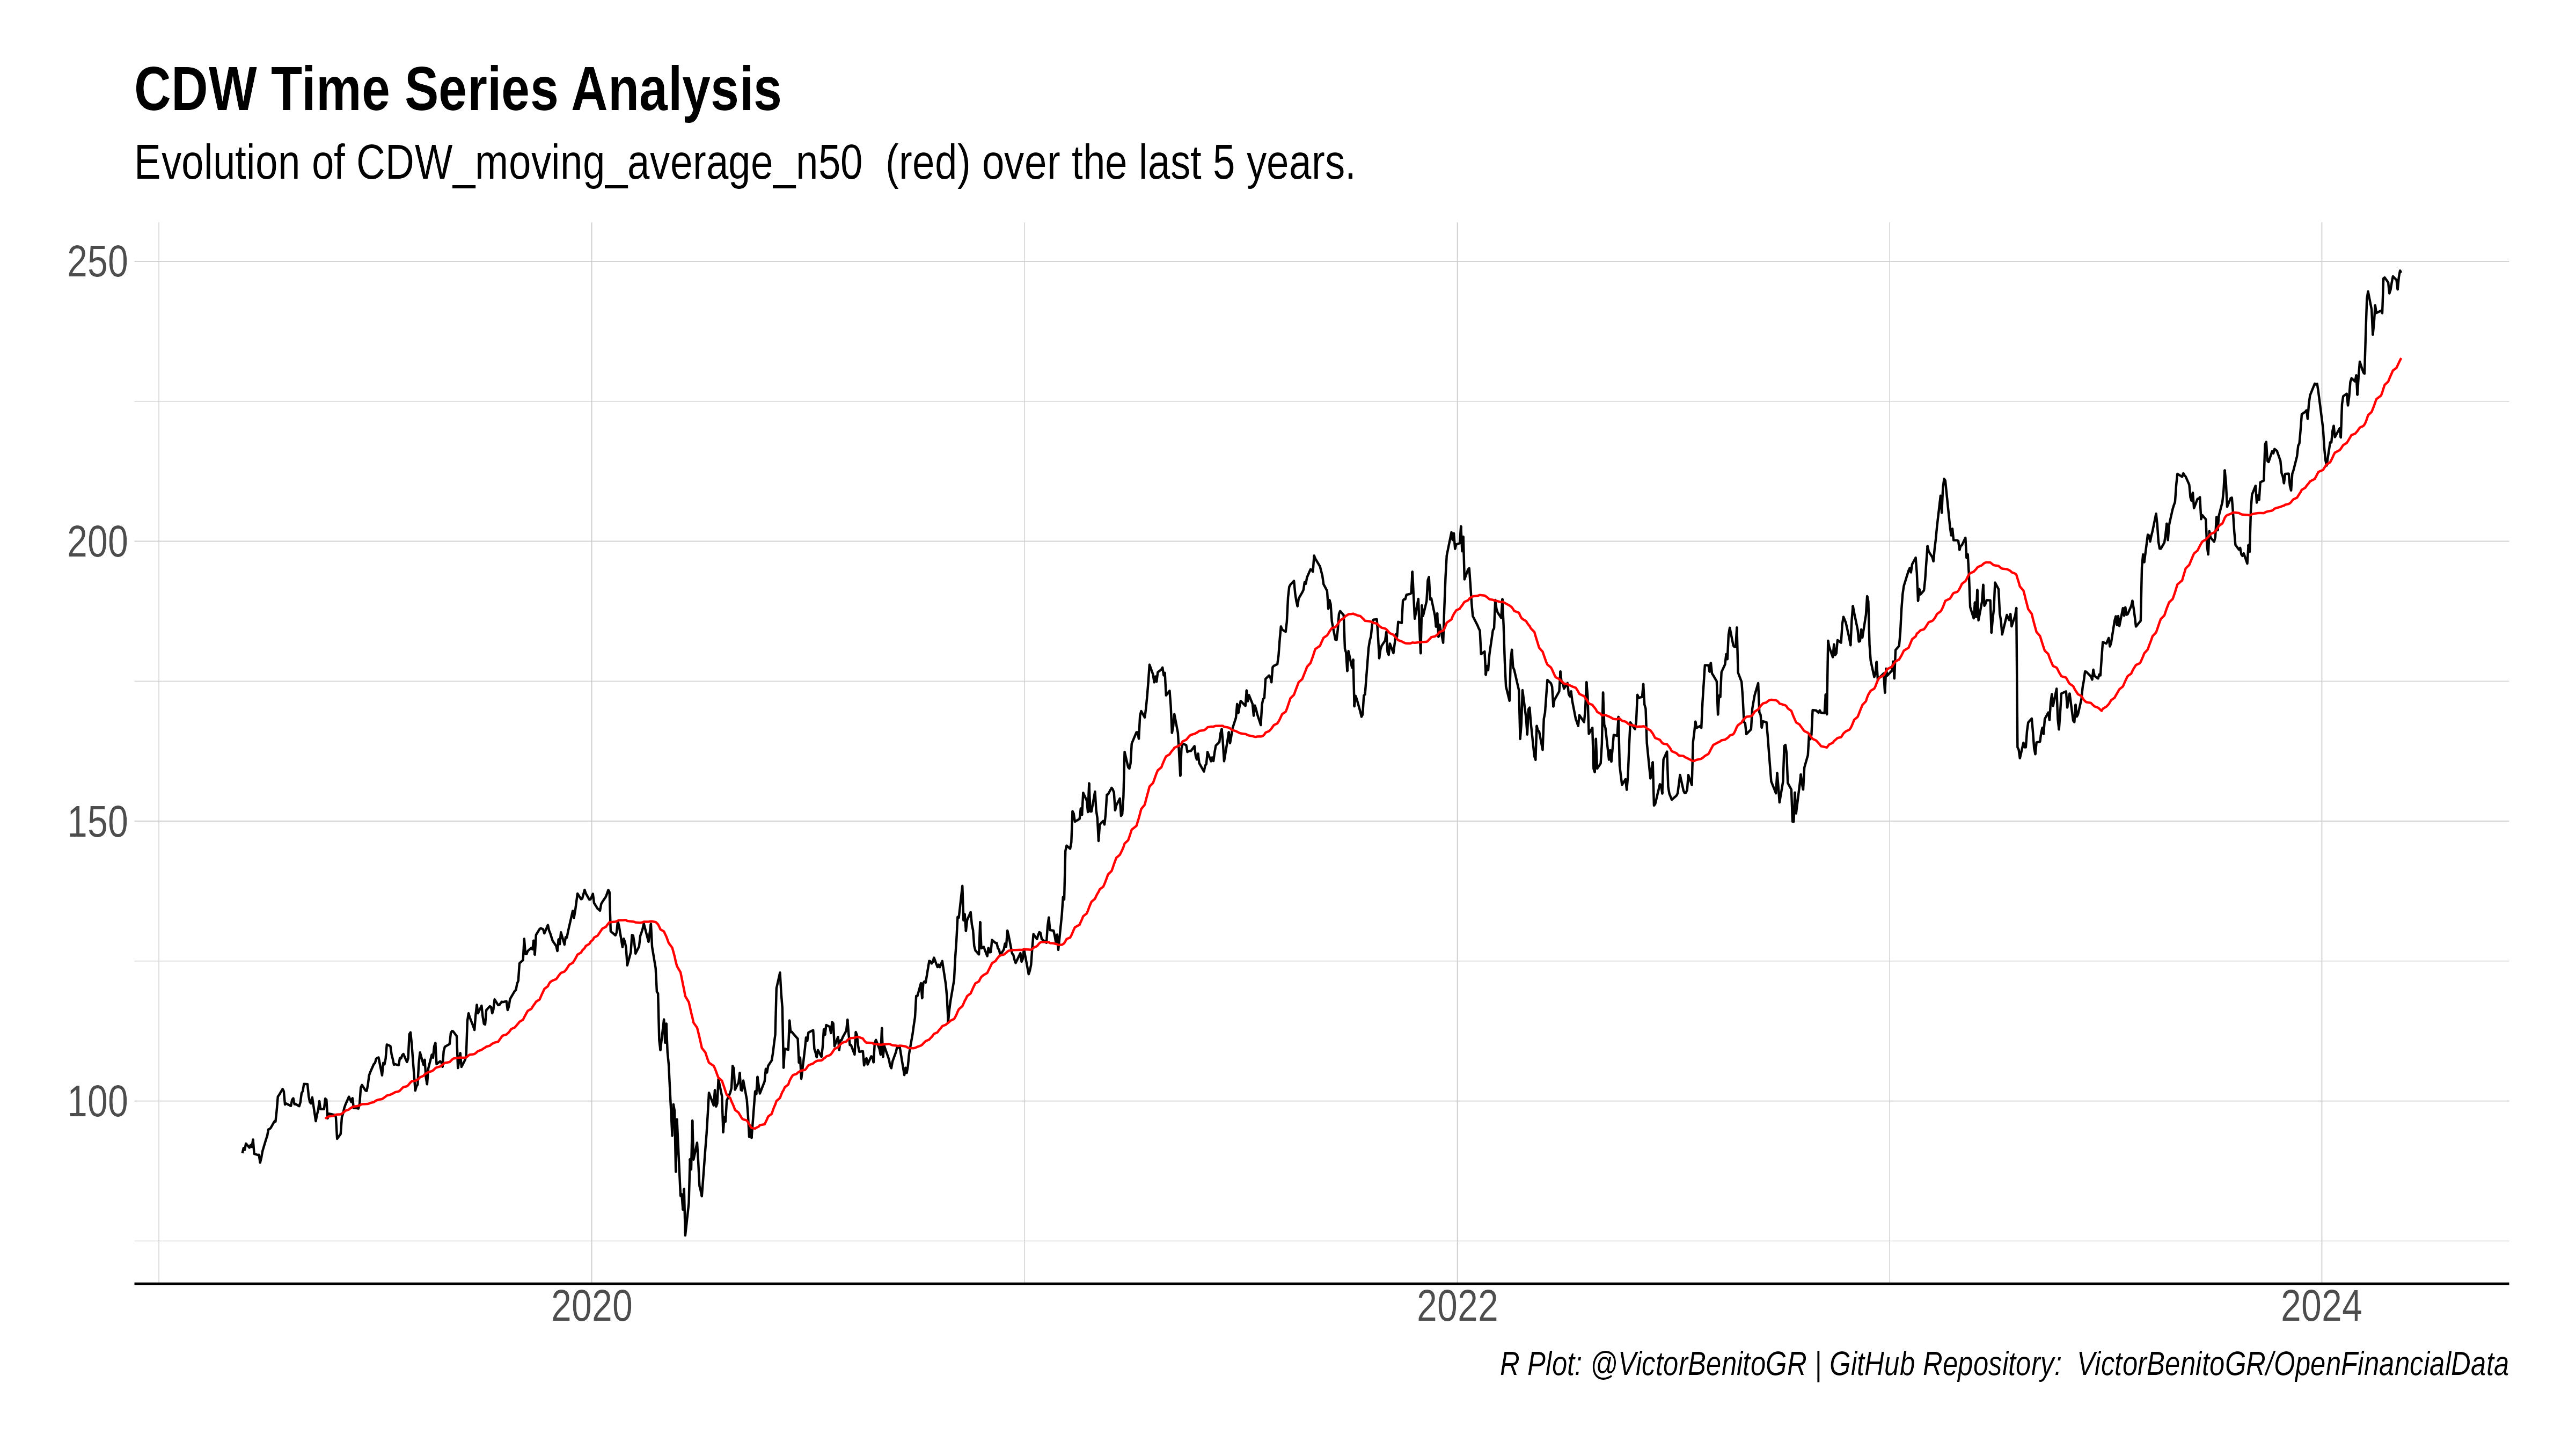 CDW Time Series Analysis
Evolution of CDW_moving_average_n50  (red) over the last 5 years.
250
200
150
100
2020
2022
2024
R Plot: @VictorBenitoGR | GitHub Repository:  VictorBenitoGR/OpenFinancialData